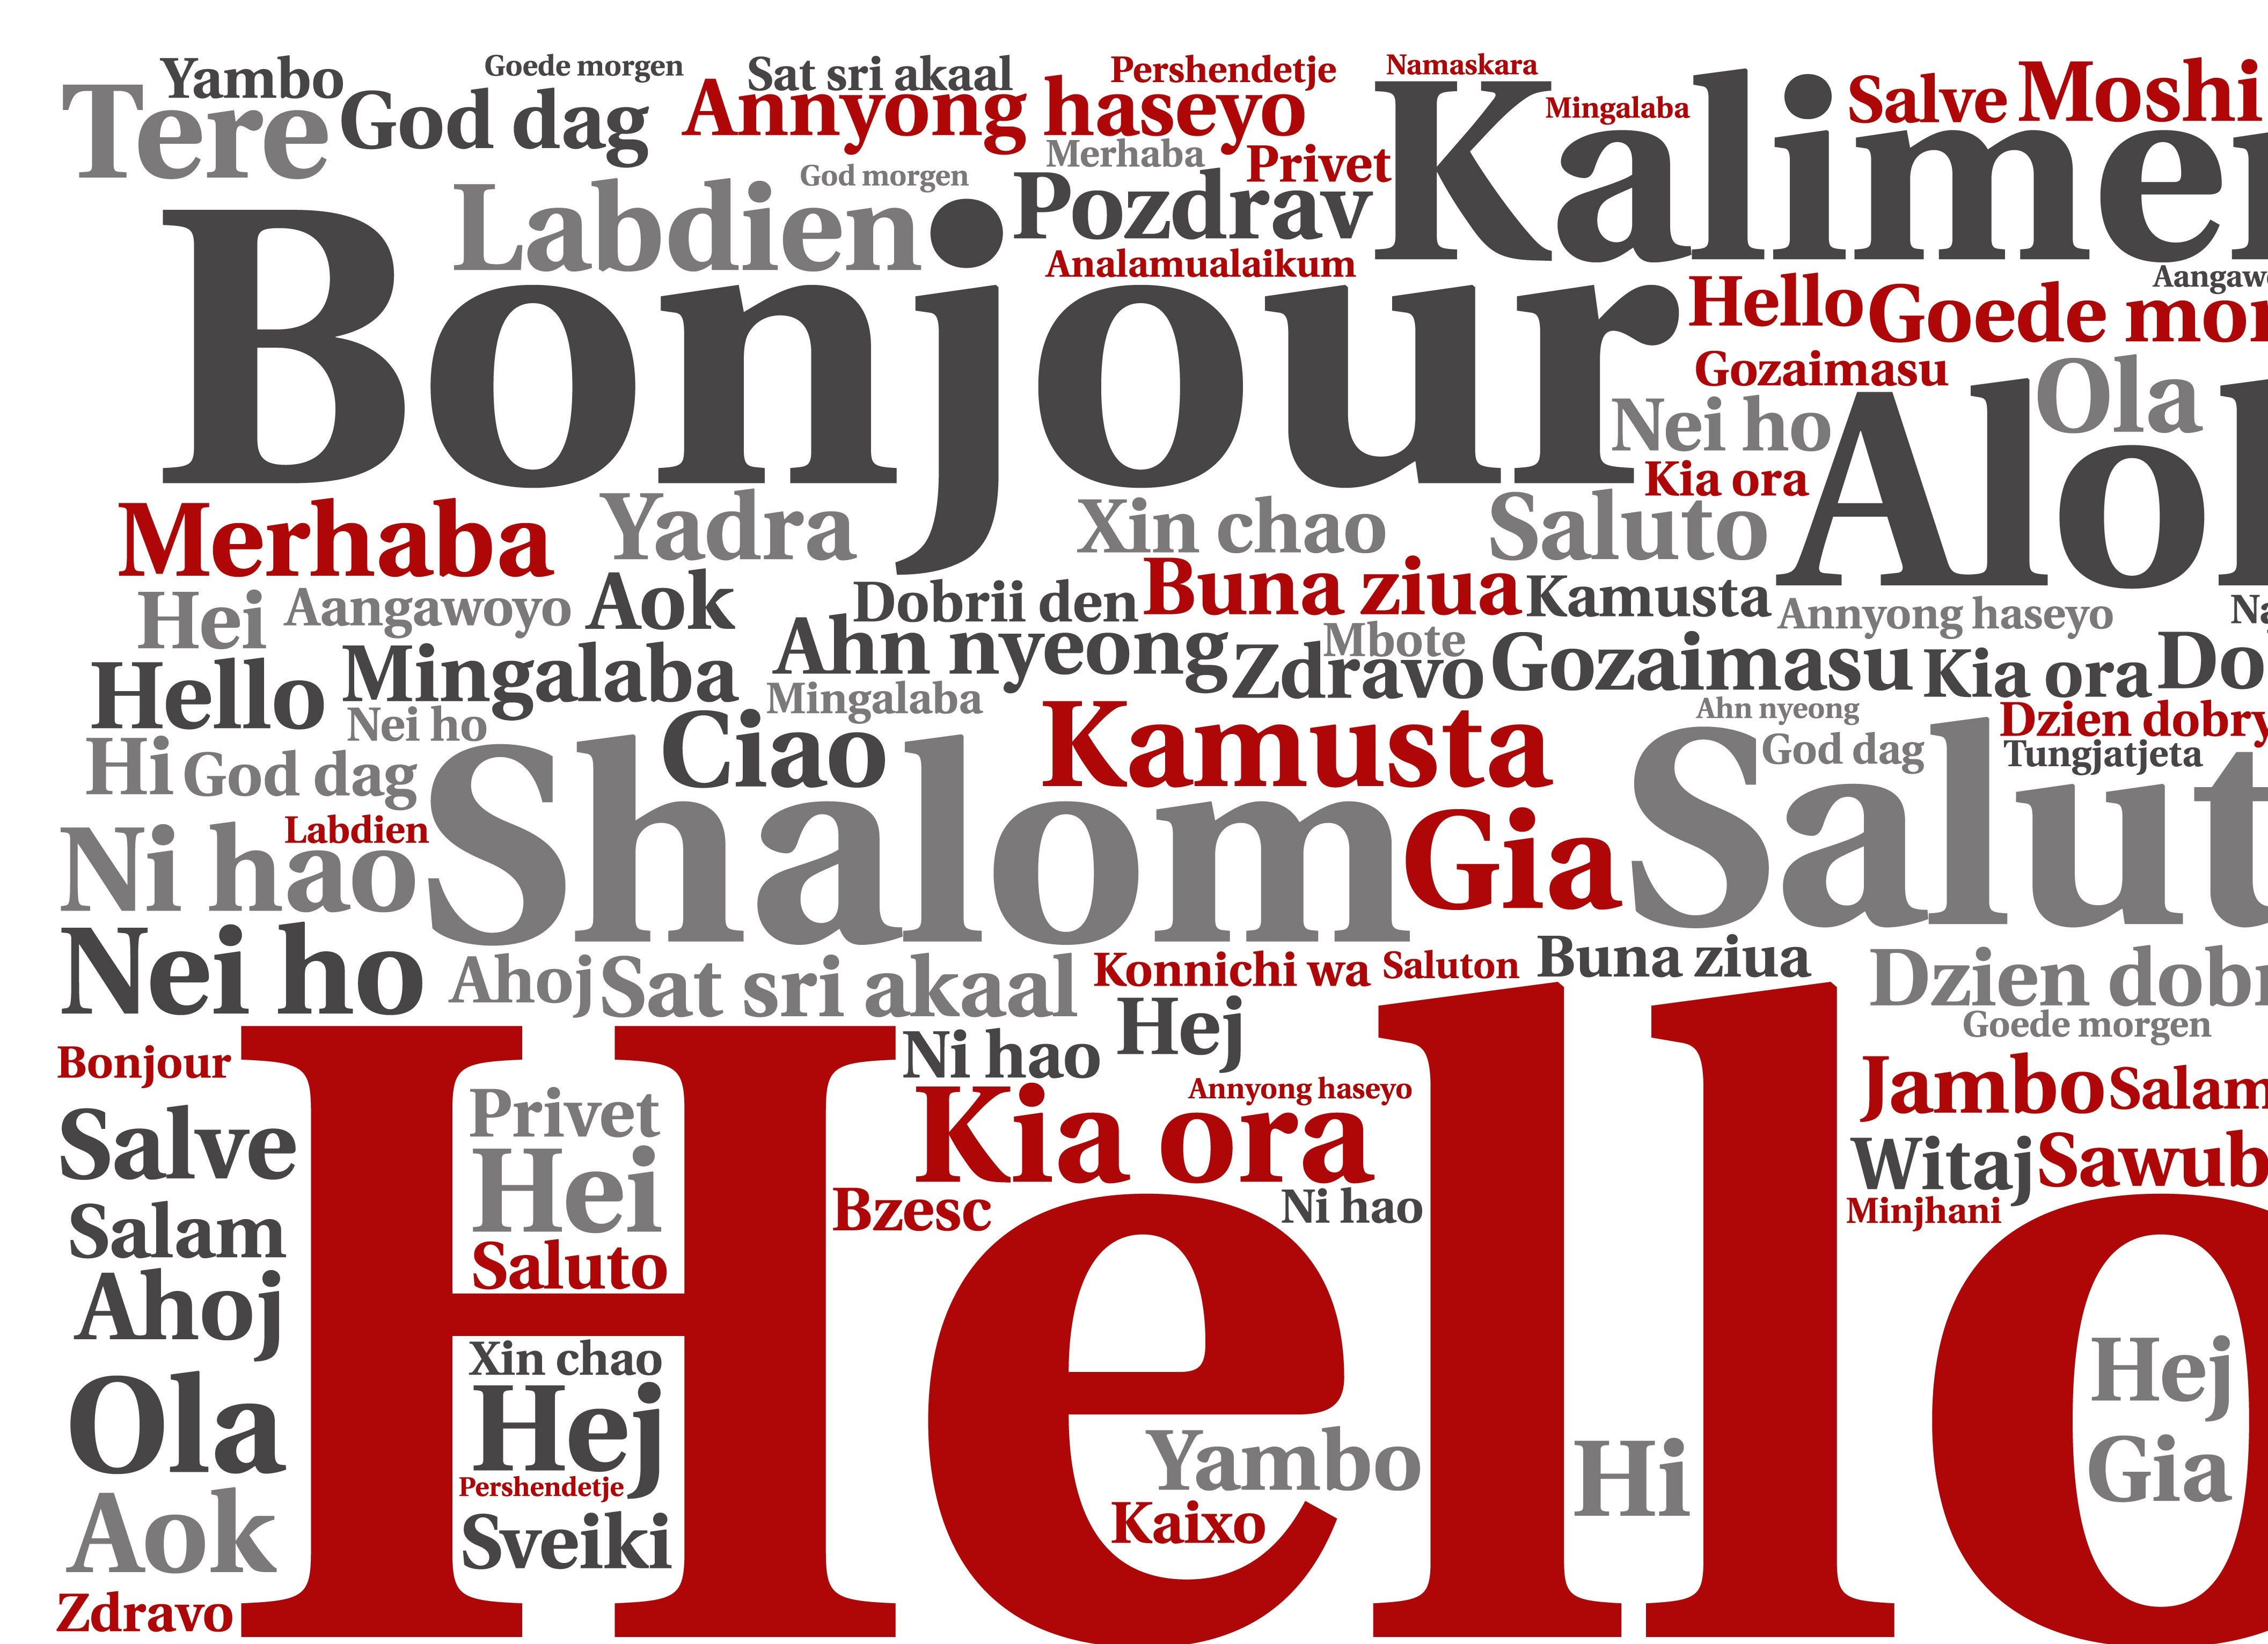 Yambo
Goede morgen
Sat sri akaal
Pershendetje
Namaskara
Tere
God dag
Annyong haseyo
Mingalaba
Salve
Moshi
Merhaba
Privet
Kalimer
God morgen
Labdien
Pozdrav
Analamualaikum
Aangawo
Bonjour
Hello
Goede mor
Gozaimasu
Ola
Nei ho
Kia ora
Alo
Merhaba
Yadra
Xin chao
Saluto
Hei
Aangawoyo
Aok
Dobrii den
Buna ziua
Kamusta
Annyong haseyo
Na
Hello
Mingalaba
Ahn nyeong
Mbote
Zdravo
Gozaimasu
Kia ora
Do
Nei ho
Mingalaba
Ciao
Kamusta
Ahn nyeong
Dzien dobry
Hi
God dag
God dag
Tungjatjeta
Labdien
Ni hao
Shalom
Gia
Salut
Nei ho
Ahoj
Sat sri akaal
Konnichi wa
Saluton
Buna ziua
Dzien dobr
Goede morgen
Bonjour
Ni hao
Hej
Privet
Kia ora
Annyong haseyo
Jambo
Salam
Salve
Hei
Bzesc
Ni hao
Witaj
Sawub
Minjhani
Salam
Saluto
Ahoj
Hello
Xin chao
Hej
Hej
Ola
Pershendetje
Yambo
Hi
Gia
Aok
Sveiki
Kaixo
Zdravo